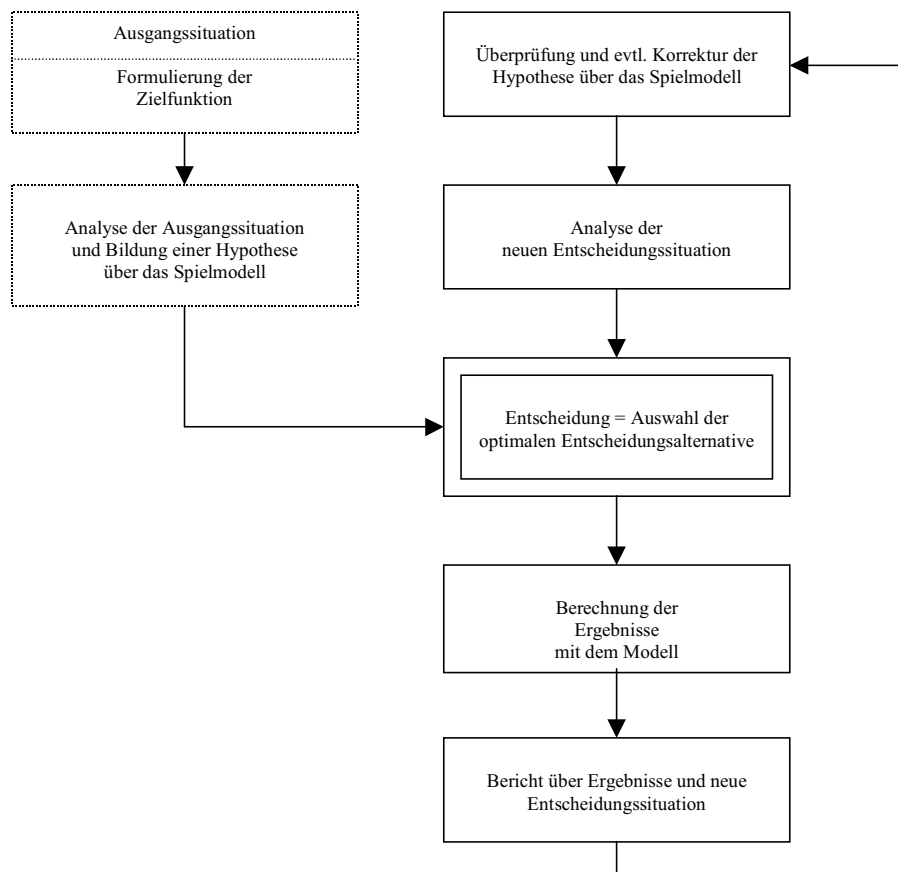 Ausgangssituation
Formulierung der
Zielfunktion
Analyse der Ausgangssituation
und Bildung einer Hypothese
über das Spielmodell
Überprüfung und evtl. Korrektur der
Hypothese über das Spielmodell
Analyse der
neuen Entscheidungssituation
Entscheidung = Auswahl der
optimalen Entscheidungsalternative
Berechnung der
Ergebnisse
mit dem Modell
Bericht über Ergebnisse und neue
Entscheidungssituation